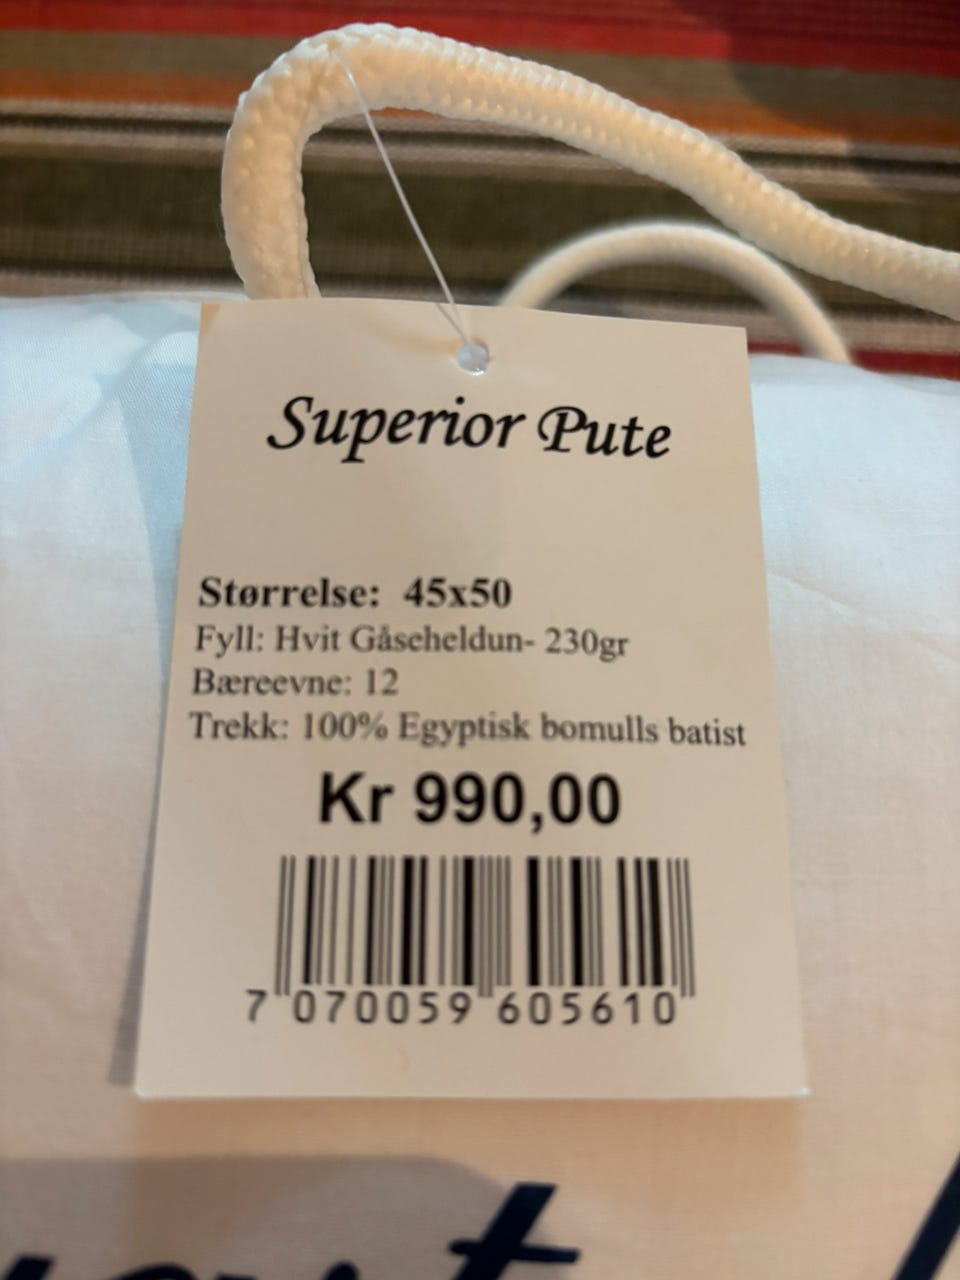 Superior Pute
Størrelse: 45x50
Fyll: Hvit Gåseheldun- 230gr
Bæreevne: 12
Trekk: 100% Egyptisk bomulls batist
Kr 990,00
7 070059 605610